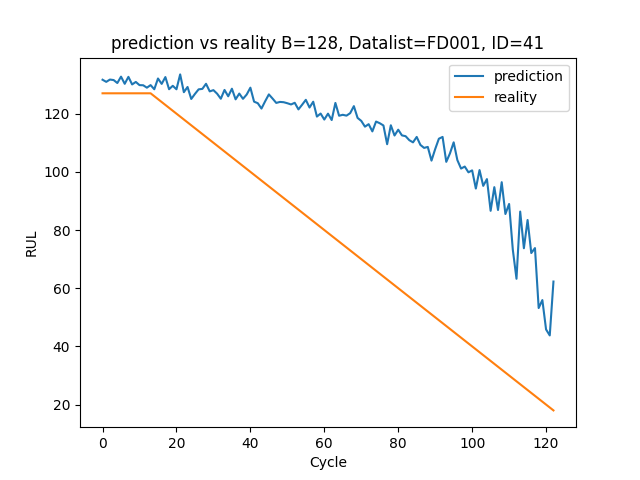 prediction vs reality B=128, Datalist=FD001, ID=41
prediction
reality
RUL
120
100
80
60
40
20
0 20 40 60 80 100 120
Cycle